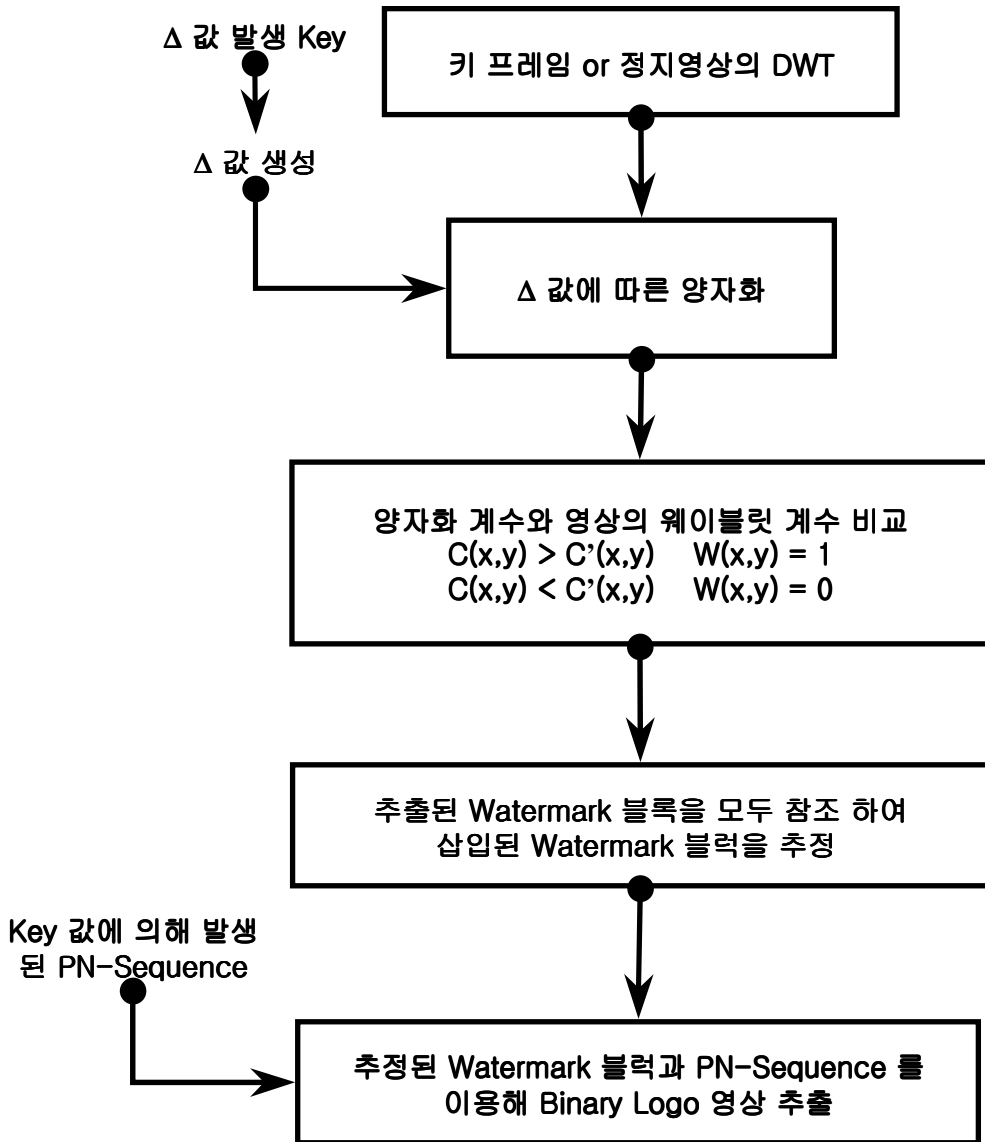 Δ 값 발생 Key
키 프레임 or 정지영상의 DWT
Δ 값 생성
Δ 값에 따른 양자화
양자화 계수와 영상의 웨이블릿 계수 비교
C(x,y) > C’(x,y) W(x,y) = 1
C(x,y) < C’(x,y) W(x,y) = 0
추출된 Watermark 블록을 모두 참조 하여
삽입된 Watermark 블럭을 추정
Key 값에 의해 발생
된 PN-Sequence
추정된 Watermark 블럭과 PN-Sequence 를
이용해 Binary Logo 영상 추출